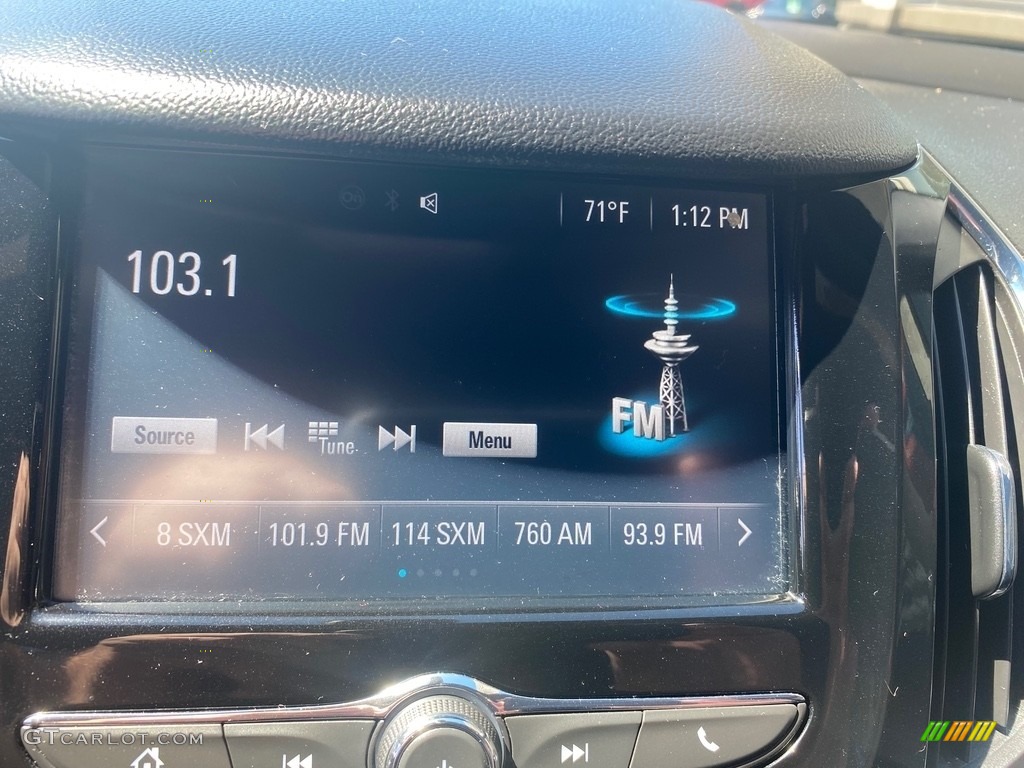 71°F 1:12 PM
103.1
FM
Source Tune Menu
8 SXM 101.9 FM 114 SXM 760 AM 93.9 FM
GTCARLOT.COM